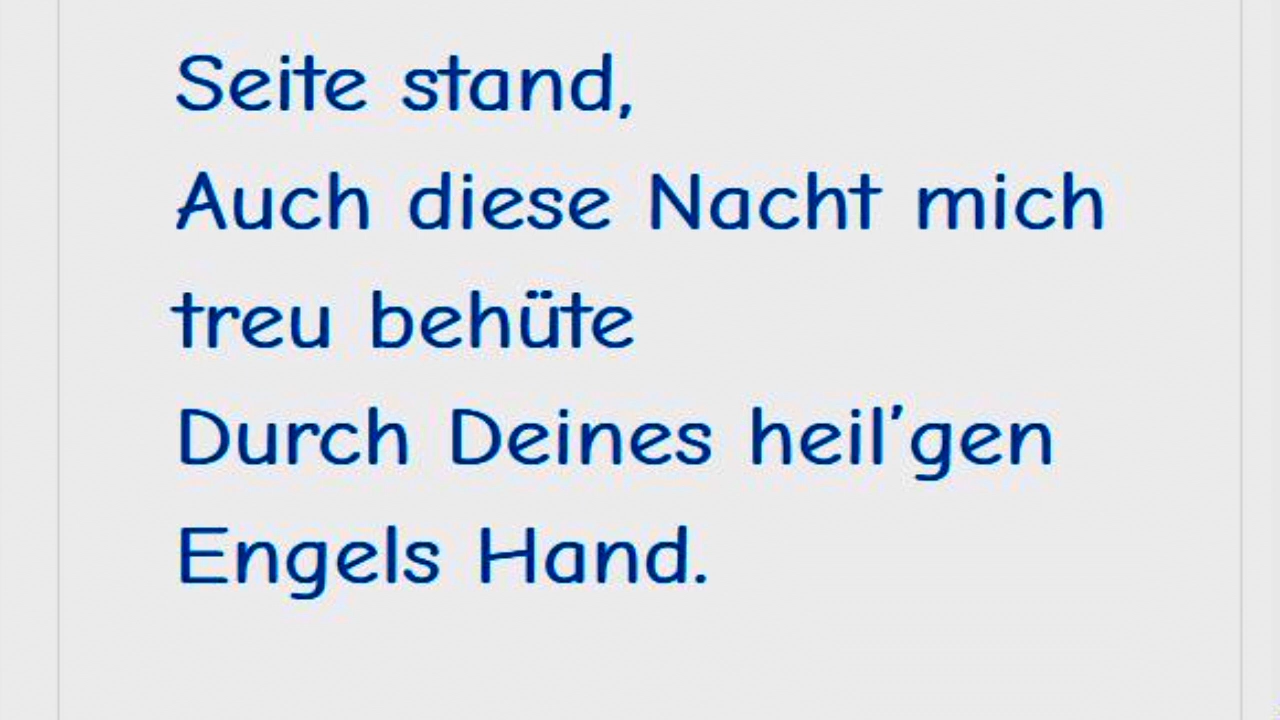 Seite stand,
Auch diese Nacht mich
treu behüte
Durch Deines heil'gen
Engels Hand.